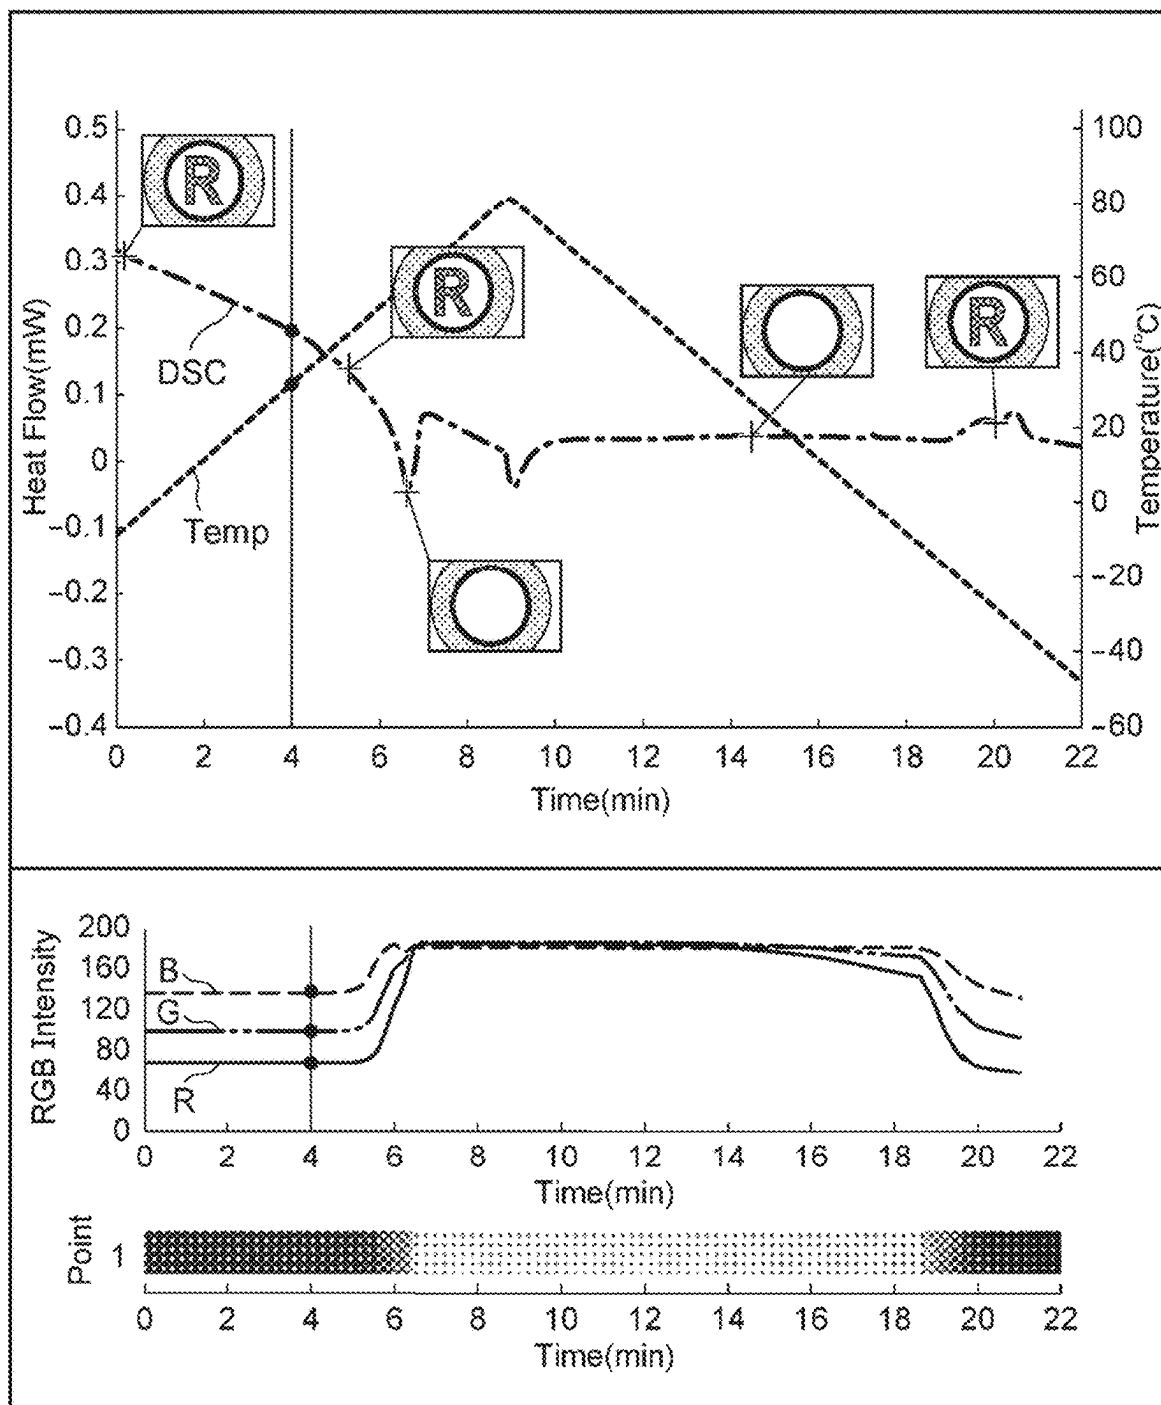 0.5
0.4
0.3
0.2
0.1
0
-0.1
-0.2
-0.3
-0.4
Heat Flow(mW)
R
R
R
DSC
Temp
100
80
60
40
20
0
-20
-40
-60
Temperature(°C)
0 2 4 6 8 10 12 14 16 18 20 22
Time(min)
200
160
120
80
40
0
RGB Intensity
B
G
R
0 2 4 6 8 10 12 14 16 18 20 22
Time(min)
Point
1
0 2 4 6 8 10 12 14 16 18 20 22
Time(min)